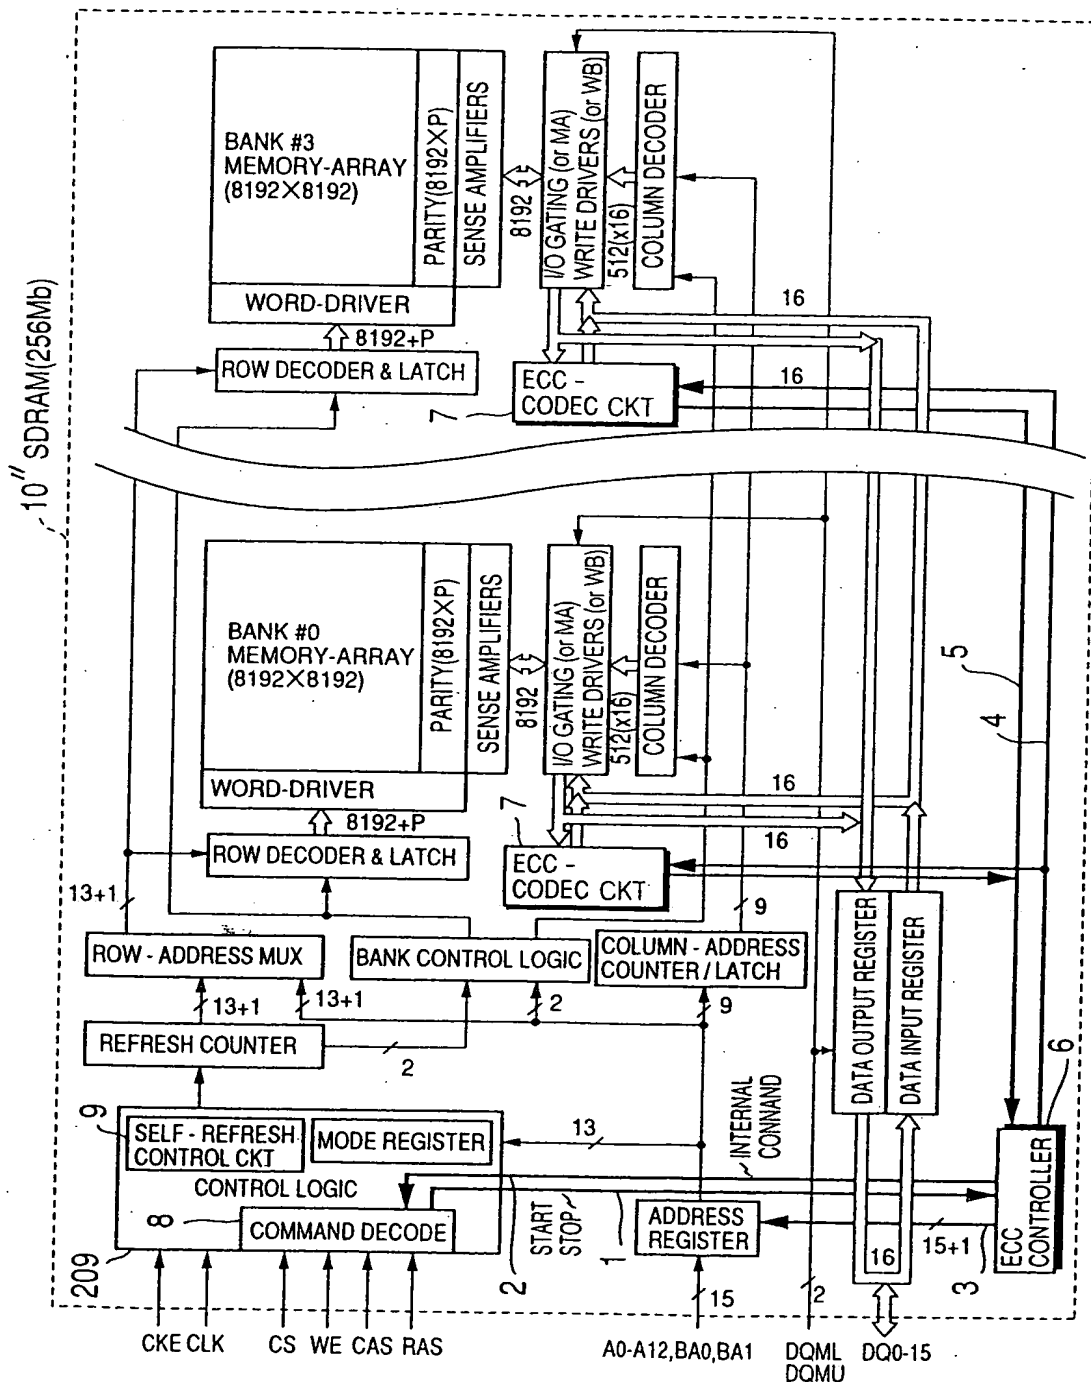 10'' SDRAM(256Mb)
BANK #3
MEMORY-ARRAY
(8192×8192)
PARITY(8192×P)
SENSE AMPLIFIERS
8192
I/O GATING (or MA)
WRITE DRIVERS (or WB)
512(x16)
COLUMN DECODER
WORD-DRIVER
8192+P
ROW DECODER & LATCH
ECC -
CODEC CKT
7
16
16
BANK #0
MEMORY-ARRAY
(8192×8192)
PARITY(8192×P)
SENSE AMPLIFIERS
8192
I/O GATING (or MA)
WRITE DRIVERS (or WB)
512(x16)
COLUMN DECODER
WORD-DRIVER
8192+P
ROW DECODER & LATCH
7
ECC -
CODEC CKT
16
16
5
4
13+1
9
ROW - ADDRESS MUX
BANK CONTROL LOGIC
COLUMN - ADDRESS
COUNTER / LATCH
13+1
13+1
2
9
REFRESH COUNTER
2
DATA OUTPUT REGISTER
DATA INPUT REGISTER
9
SELF - REFRESH
CONTROL CKT
MODE REGISTER
13
CONTROL LOGIC
8
COMMAND DECODE
209
START
STOP
1
2
INTERNAL
CONNAND
ADDRESS
REGISTER
15+1
3
ECC
CONTROLLER
6
16
15
2
CKE
CLK
CS
WE
CAS
RAS
A0-A12,BA0,BA1
DQML
DQMU
DQ0-15